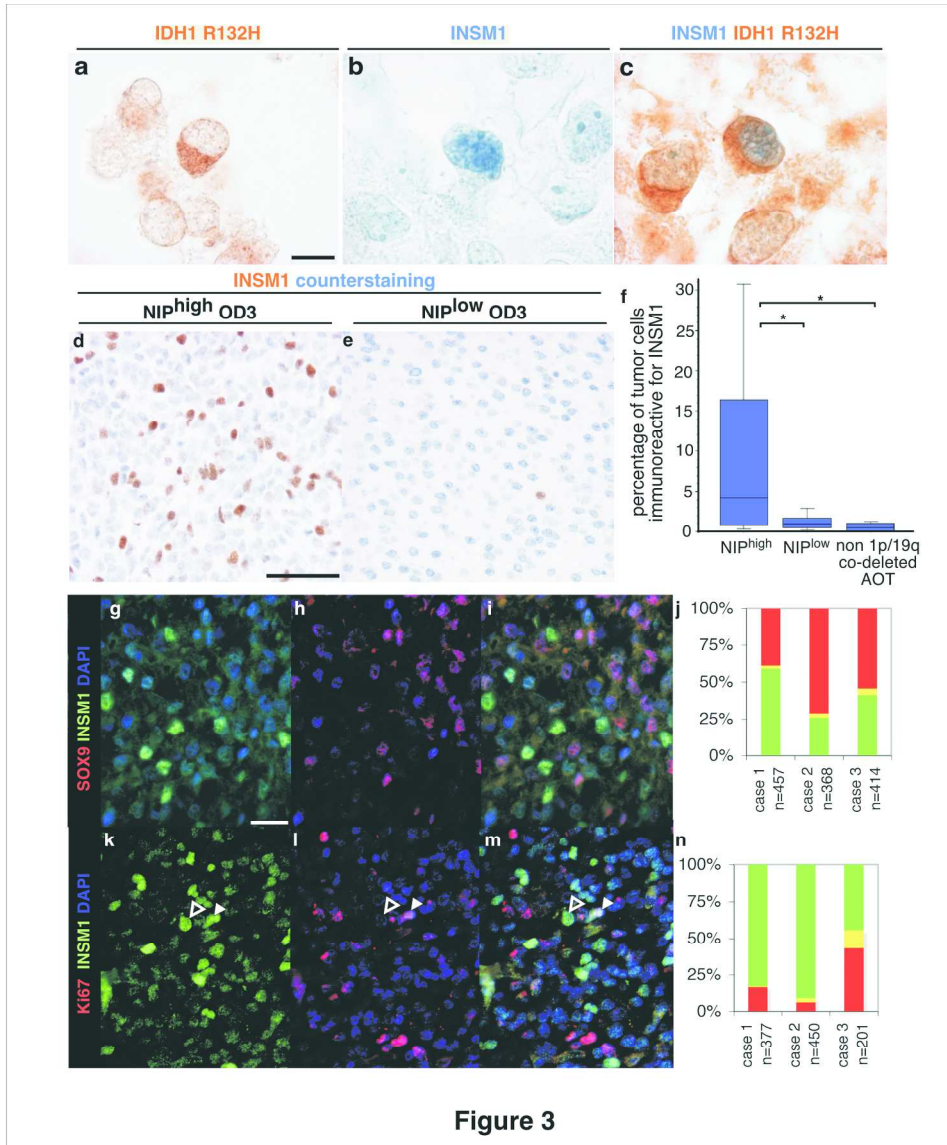 IDH1 R132H
INSM1
INSM1 IDH1 R132H
a
b
c
INSM1 counterstaining
NIPhigh OD3
NIPlow OD3
d
e
f
percentage of tumor cells
immunoreactive for INSM1
30
25
20
15
10
5
0
*
*
NIPhigh
NIPlow
non 1p/19q
co-deleted
AOT
SOX9 INSM1 DAPI
g
h
i
j
100%
75%
50%
25%
0%
case 1
n=457
case 2
n=368
case 3
n=414
Ki67 INSM1 DAPI
k
l
m
n
100%
75%
50%
25%
0%
case 1
n=377
case 2
n=450
case 3
n=201
Figure 3